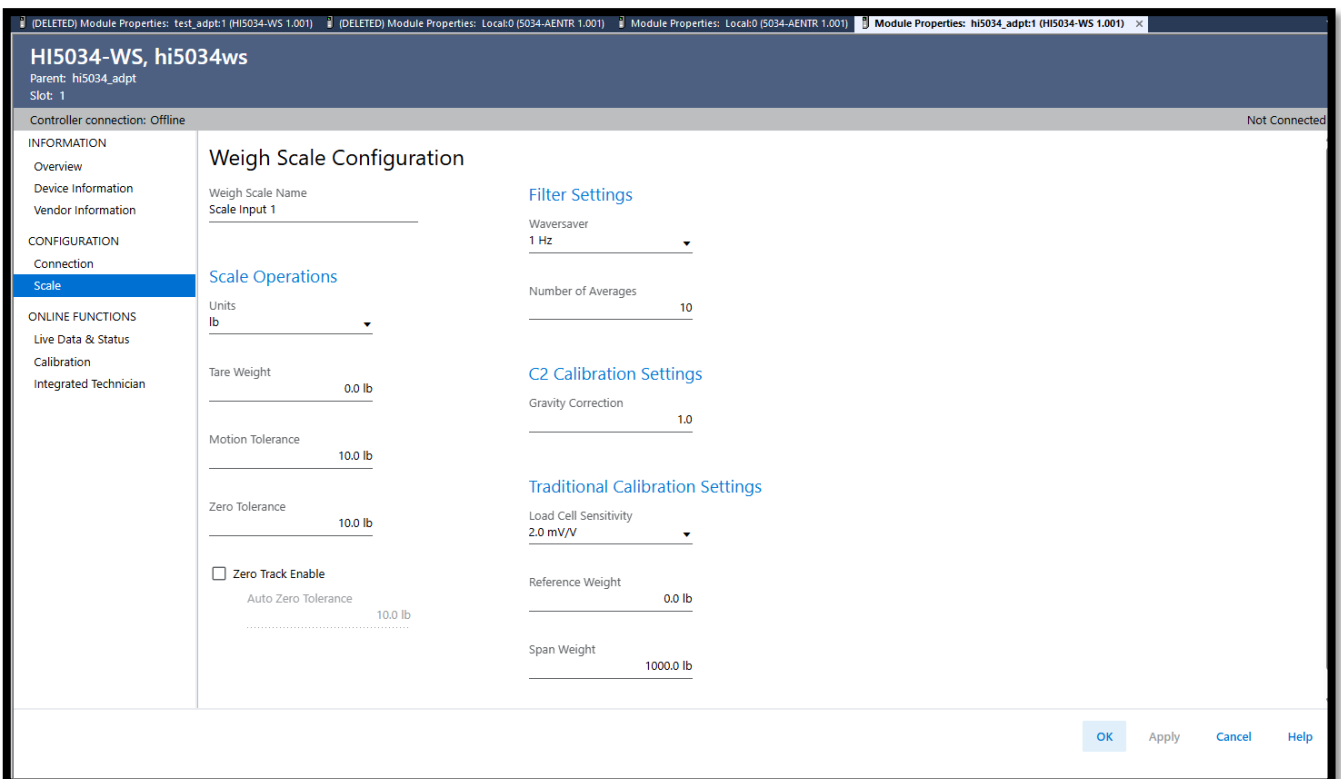 (DELETED) Module Properties: test_adpt:1 (HI5034-WS 1.001) (DELETED) Module Properties: Local:0 (5034-AENTR 1.001) Module Properties: Local:0 (5034-AENTR 1.001) Module Properties: hi5034_adpt:1 (HI5034-WS 1.001) ×
HI5034-WS, hi5034ws
Parent: hi5034_adpt
Slot: 1
Controller connection: Offline Not Connected
INFORMATION
Overview
Device Information
Vendor Information
CONFIGURATION
Connection
Scale
ONLINE FUNCTIONS
Live Data & Status
Calibration
Integrated Technician
Weigh Scale Configuration
Weigh Scale Name
Scale Input 1
Scale Operations
Units
lb
Tare Weight
0.0 lb
Motion Tolerance
10.0 lb
Zero Tolerance
10.0 lb
Zero Track Enable
Auto Zero Tolerance
10.0 lb
Filter Settings
Waversaver
1 Hz
Number of Averages
10
C2 Calibration Settings
Gravity Correction
1.0
Traditional Calibration Settings
Load Cell Sensitivity
2.0 mV/V
Reference Weight
0.0 lb
Span Weight
1000.0 lb
OK Apply Cancel Help